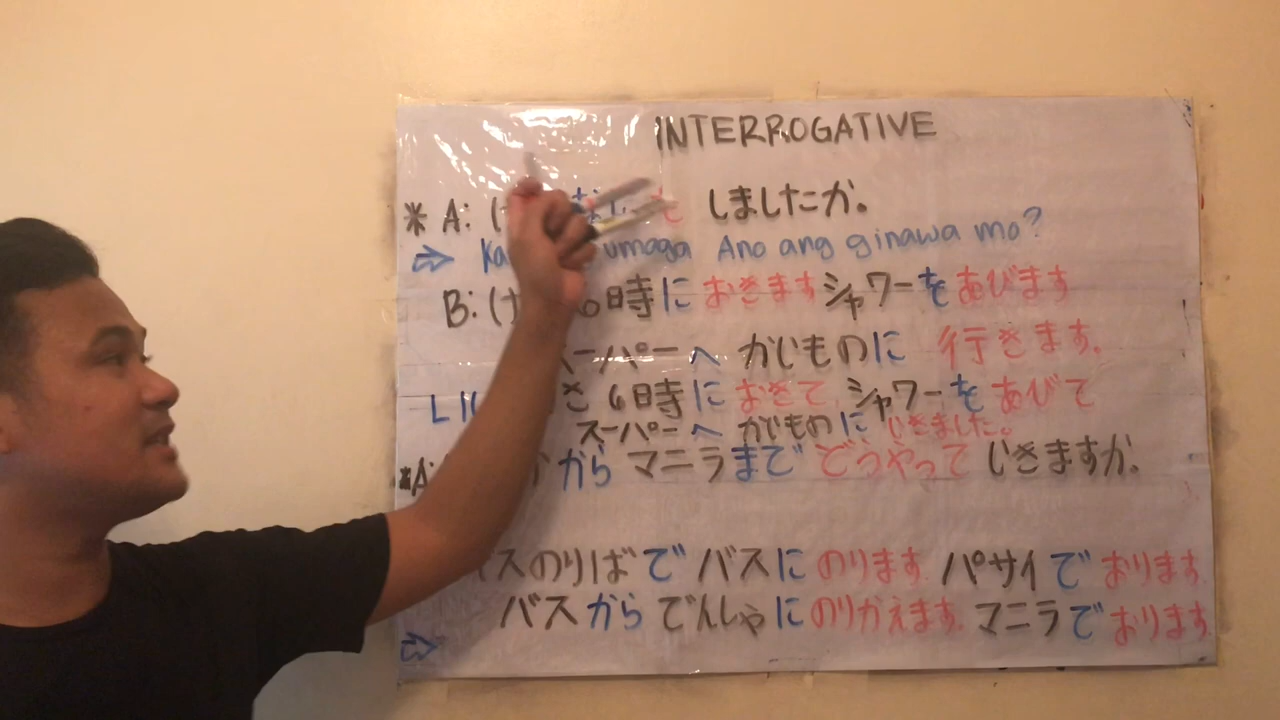 INTERROGATIVE
* A: を しましたか。
⇨ umaga Ano ang ginawa mo?
B: 6時に おきます シャワーを あびます
スーパーへ かいものに 行きます。
6時に おきて シャワーを あびて
スーパーへ かいものに いきました。
*A: から マニラまで どうやって いきますか。
バスのりばで バスに のります。 パサイで おります。
バスから でんしゃに のりかえます。 マニラで おります。
⇨